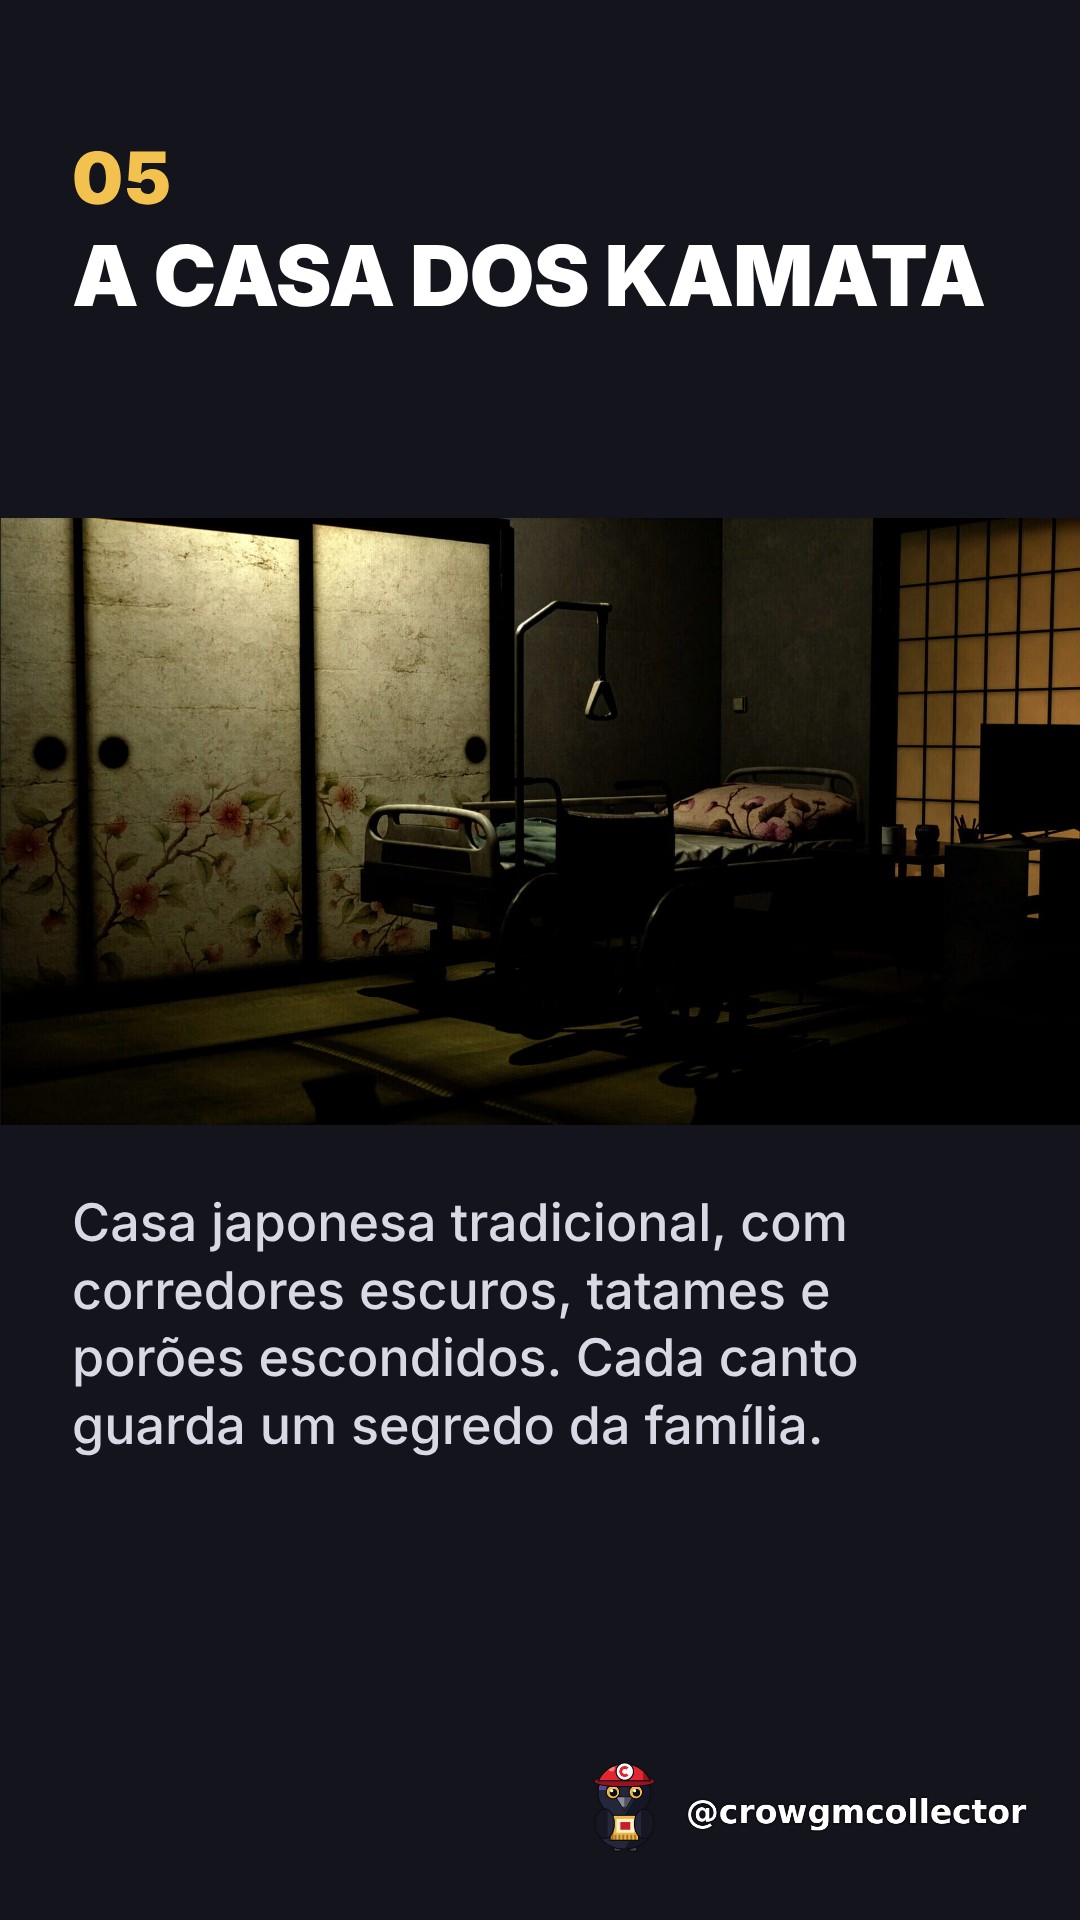 05
A CASA DOS KAMATA
Casa japonesa tradicional, com
corredores escuros, tatames e
porões escondidos. Cada canto
guarda um segredo da família.
C
@crowgmcollector